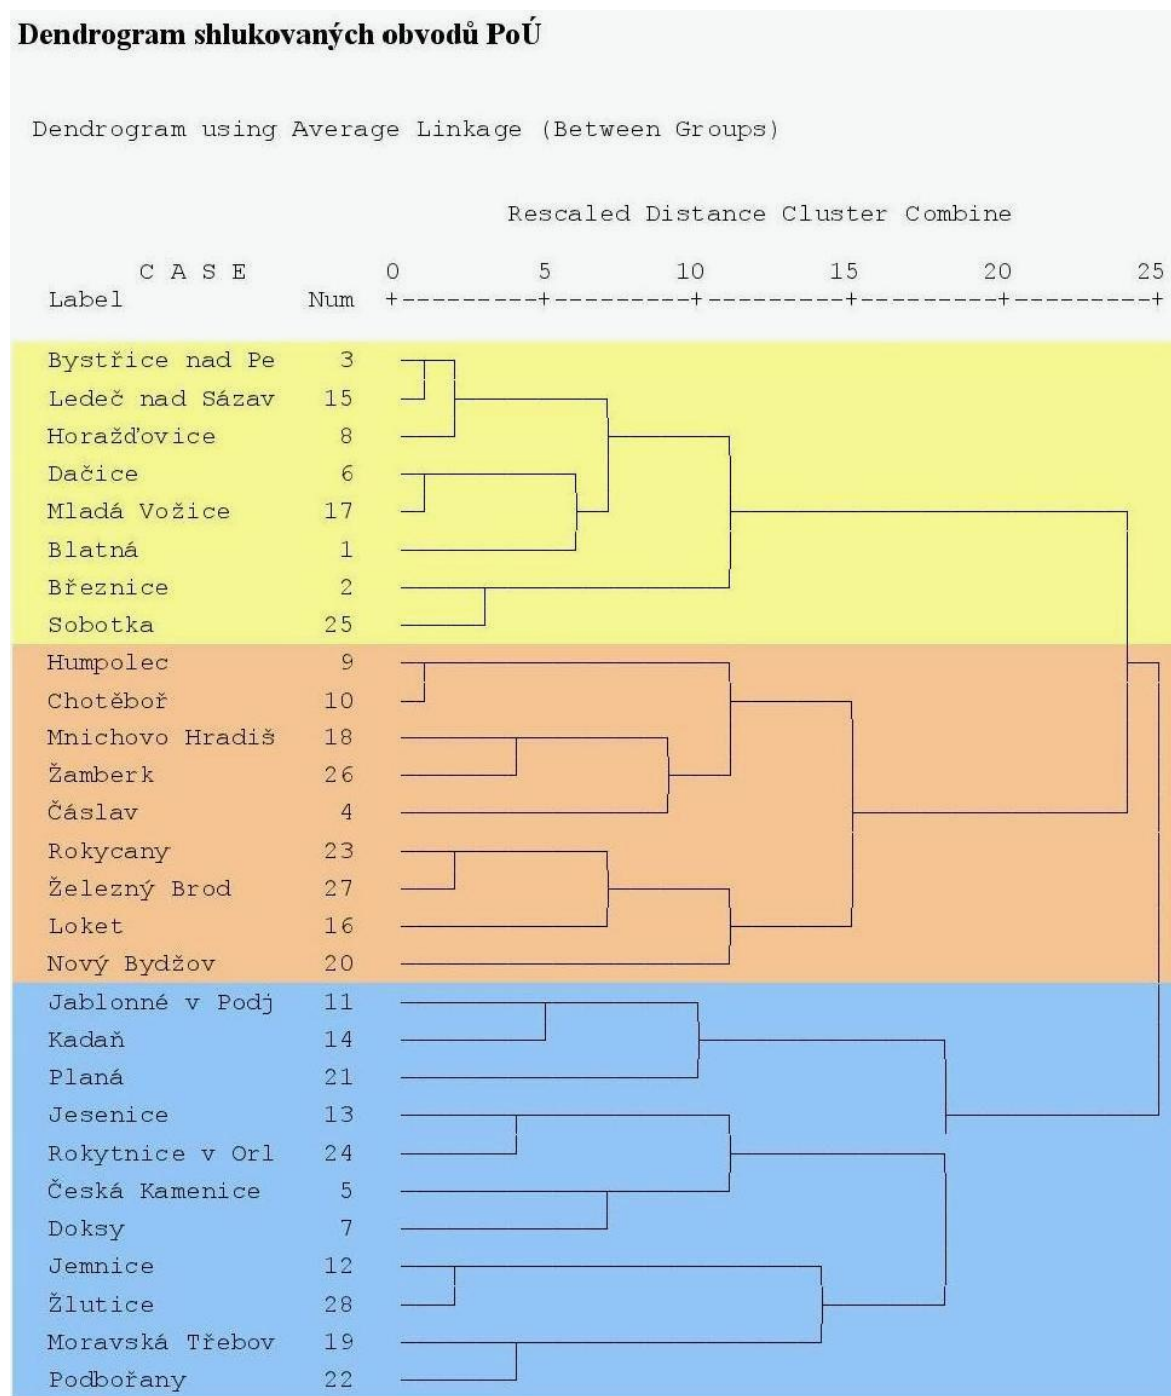 Dendrogram shlukovaných obvodů PoÚ
Dendrogram using Average Linkage (Between Groups)
Rescaled Distance Cluster Combine
C A S E 0 5 10 15 20 25
Label Num +---------+---------+---------+---------+---------+
Bystřice nad Pe 3
Ledeč nad Sázav 15
Horažďovice 8
Dačice 6
Mladá Vožice 17
Blatná 1
Březnice 2
Sobotka 25
Humpolec 9
Chotěboř 10
Mnichovo Hradiš 18
Žamberk 26
Čáslav 4
Rokycany 23
Železný Brod 27
Loket 16
Nový Bydžov 20
Jablonné v Podj 11
Kadaň 14
Planá 21
Jesenice 13
Rokytnice v Orl 24
Česká Kamenice 5
Doksy 7
Jemnice 12
Žlutice 28
Moravská Třebov 19
Podbořany 22